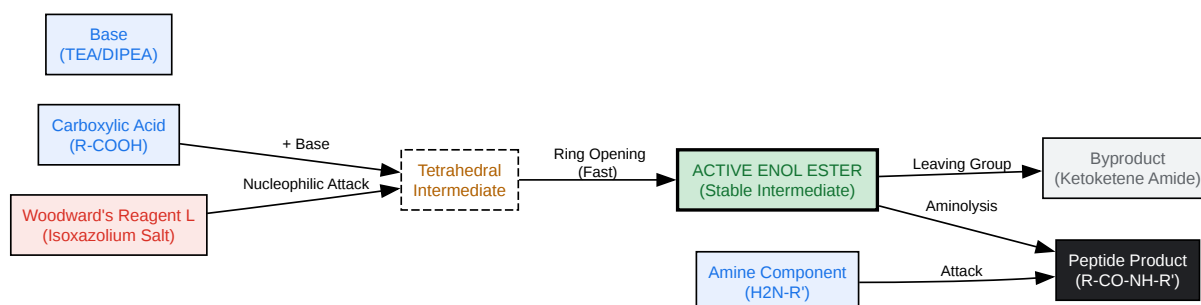 Base
(TEA/DIPEA)
Carboxylic Acid
(R-COOH)
Woodward's Reagent L
(Isoxazolium Salt)
+ Base
Nucleophilic Attack
Tetrahedral
Intermediate
Ring Opening
(Fast)
ACTIVE ENOL ESTER
(Stable Intermediate)
Leaving Group
Aminolysis
Byproduct
(Ketoketene Amide)
Amine Component
(H2N-R')
Attack
Peptide Product
(R-CO-NH-R')